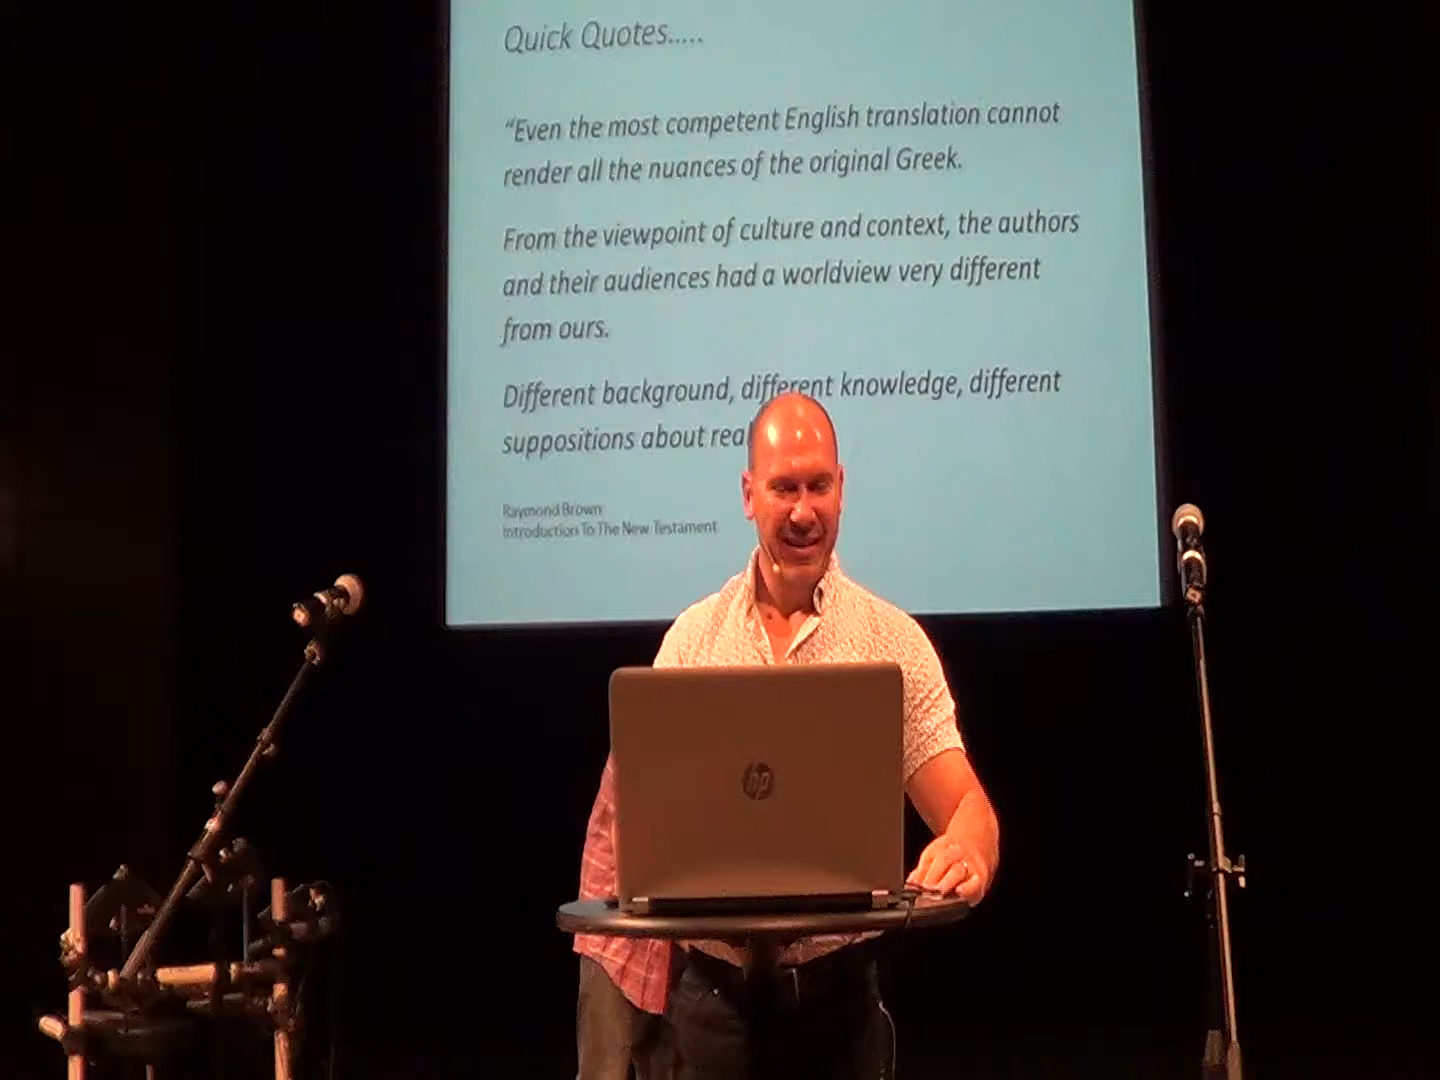 Quick Quotes.....
“Even the most competent English translation cannot
render all the nuances of the original Greek.
From the viewpoint of culture and context, the authors
and their audiences had a worldview very different
from ours.
Different background, different knowledge, different
suppositions about
Raymond Brown
Introduction To The New Testament
hp